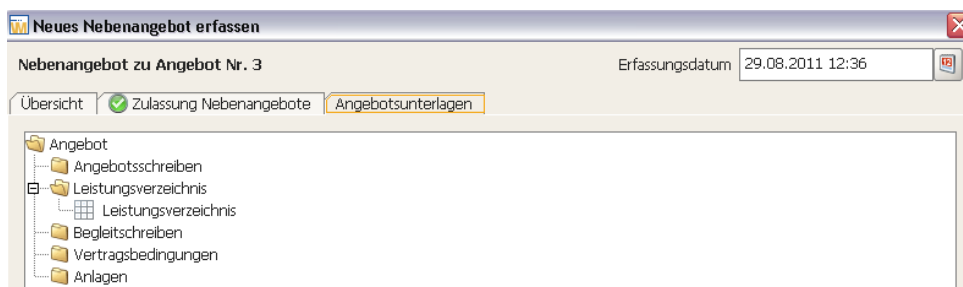 Neues Nebenangebot erfassen
Nebenangebot zu Angebot Nr. 3 Erfassungsdatum 29.08.2011 12:36
Übersicht Zulassung Nebenangebote Angebotsunterlagen
Angebot
Angebotsschreiben
Leistungsverzeichnis
Leistungsverzeichnis
Begleitschreiben
Vertragsbedingungen
Anlagen